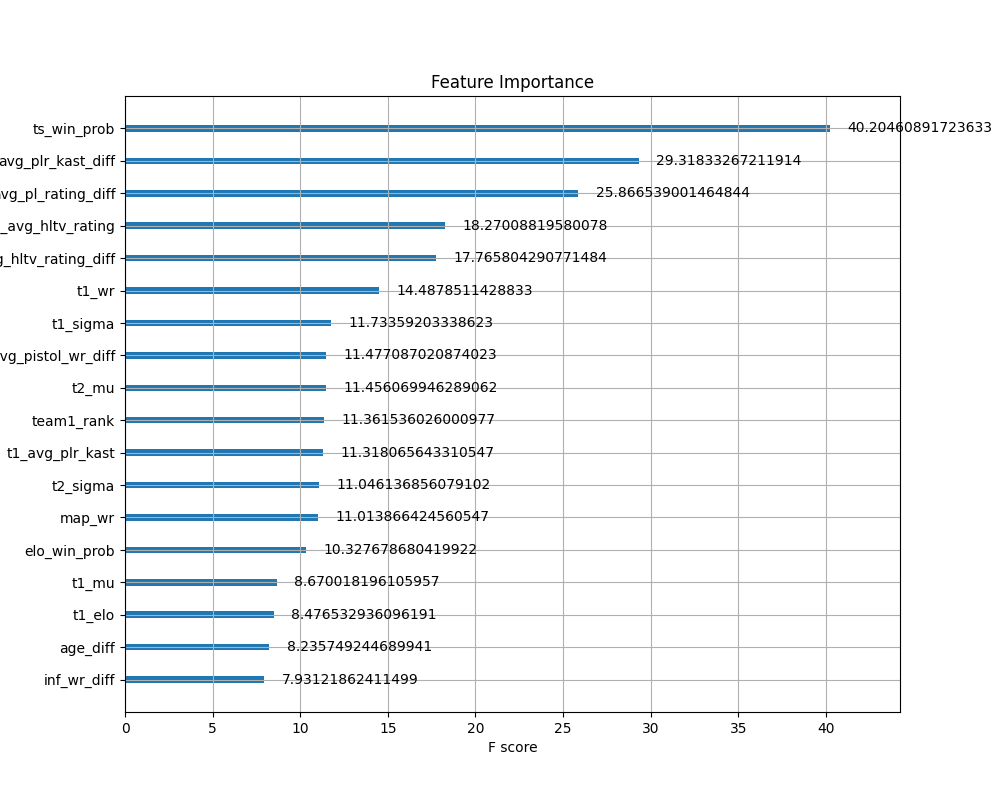 Feature Importance
ts_win_prob 40.20460891723633
avg_plr_kast_diff 29.31833267211914
vg_pl_rating_diff 25.866539001464844
_avg_hltv_rating 18.27008819580078
g_hltv_rating_diff 17.765804290771484
t1_wr 14.4878511428833
t1_sigma 11.73359203338623
vg_pistol_wr_diff 11.477087020874023
t2_mu 11.456069946289062
team1_rank 11.361536026000977
t1_avg_plr_kast 11.318065643310547
t2_sigma 11.046136856079102
map_wr 11.013866424560547
elo_win_prob 10.327678680419922
t1_mu 8.670018196105957
t1_elo 8.476532936096191
age_diff 8.235749244689941
inf_wr_diff 7.93121862411499
0 5 10 15 20 25 30 35 40
F score